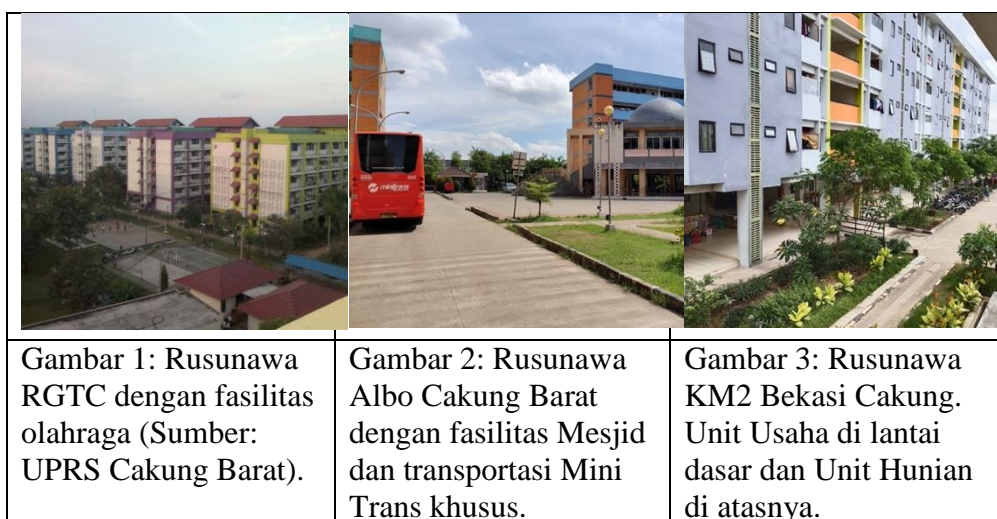 minitrans
Gambar 1: Rusunawa
RGTC dengan fasilitas
olahraga (Sumber:
UPRS Cakung Barat).
Gambar 2: Rusunawa
Albo Cakung Barat
dengan fasilitas Mesjid
dan transportasi Mini
Trans khusus.
Gambar 3: Rusunawa
KM2 Bekasi Cakung.
Unit Usaha di lantai
dasar dan Unit Hunian
di atasnya.